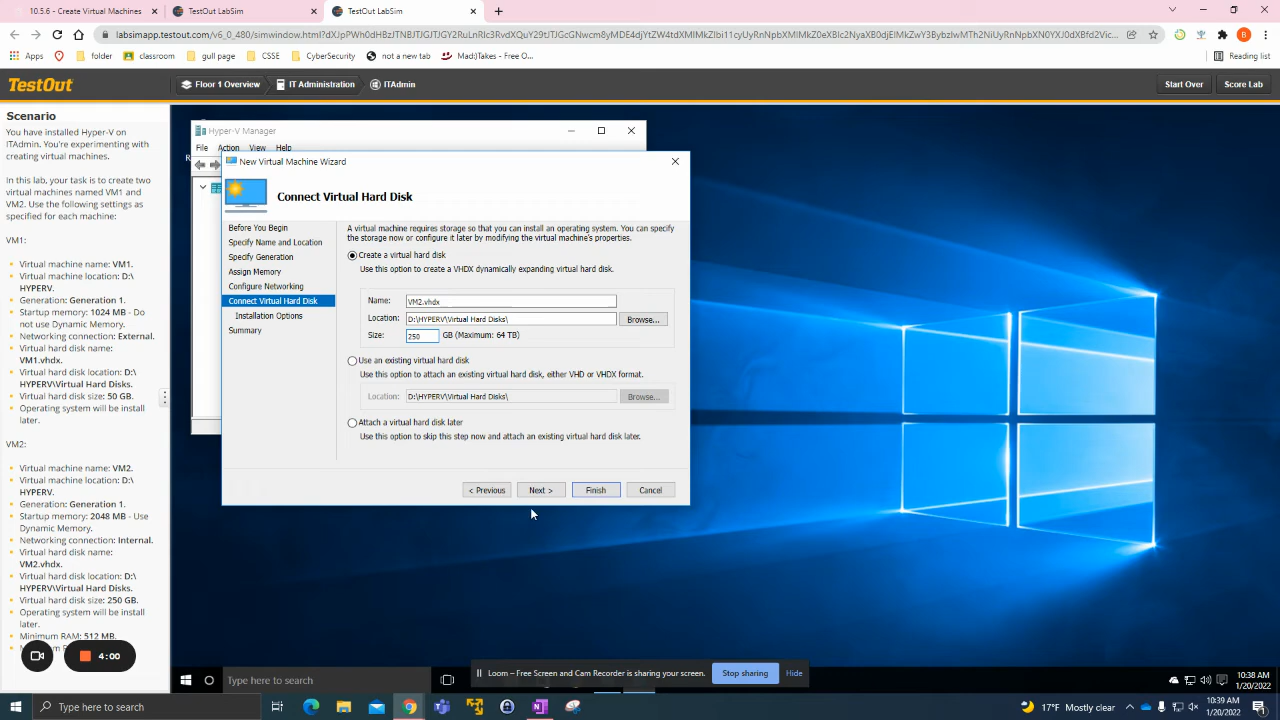 10.5.6 - Create Virtual Machines
TestOut LabSim
TestOut LabSim
labsimapp.testout.com
Apps
folder
classroom
gull page
CSSE
CyberSecurity
not a new tab
Mad(:)Takes - Free O...
Reading list
TestOut
Floor 1 Overview
IT Administration
ITAdmin
Start Over
Score Lab
Scenario
You have installed Hyper-V on
ITAdmin. You're experimenting with
creating virtual machines.
In this lab, your task is to create two
virtual machines named VM1 and
VM2. Use the following settings as
specified for each machine:
VM1:
Virtual machine name: VM1.
Virtual machine location: D:\
HYPERV.
Generation: Generation 1.
Startup memory: 1024 MB - Do
not use Dynamic Memory.
Networking connection: External.
Virtual hard disk name:
VM1.vhdx.
Virtual hard disk location: D:\
HYPERV\Virtual Hard Disks.
Virtual hard disk size: 50 GB.
Operating system will be install
later.
VM2:
Virtual machine name: VM2.
Virtual machine location: D:\
HYPERV.
Generation: Generation 1.
Startup memory: 2048 MB - Use
Dynamic Memory.
Networking connection: Internal.
Virtual hard disk name:
VM2.vhdx.
Virtual hard disk location: D:\
HYPERV\Virtual Hard Disks.
Virtual hard disk size: 250 GB.
Operating system will be install
later.
Minimum RAM: 512 MB.
4:00
Hyper-V Manager
File Action View Help
New Virtual Machine Wizard
Connect Virtual Hard Disk
Before You Begin
Specify Name and Location
Specify Generation
Assign Memory
Configure Networking
Connect Virtual Hard Disk
Installation Options
Summary
A virtual machine requires storage so that you can install an operating system. You can specify
the storage now or configure it later by modifying the virtual machine's properties.
Create a virtual hard disk
Use this option to create a VHDX dynamically expanding virtual hard disk.
Name: VM2.vhdx
Location: D:\HYPERV\Virtual Hard Disks\ Browse...
Size: 250 GB (Maximum: 64 TB)
Use an existing virtual hard disk
Use this option to attach an existing virtual hard disk, either VHD or VHDX format.
Location: D:\HYPERV\Virtual Hard Disks\ Browse...
Attach a virtual hard disk later
Use this option to skip this step now and attach an existing virtual hard disk later.
< Previous Next > Finish Cancel
Loom – Free Screen and Cam Recorder is sharing your screen. Stop sharing Hide
Type here to search
10:38 AM
1/20/2022
Type here to search
17°F Mostly clear
10:39 AM
1/20/2022